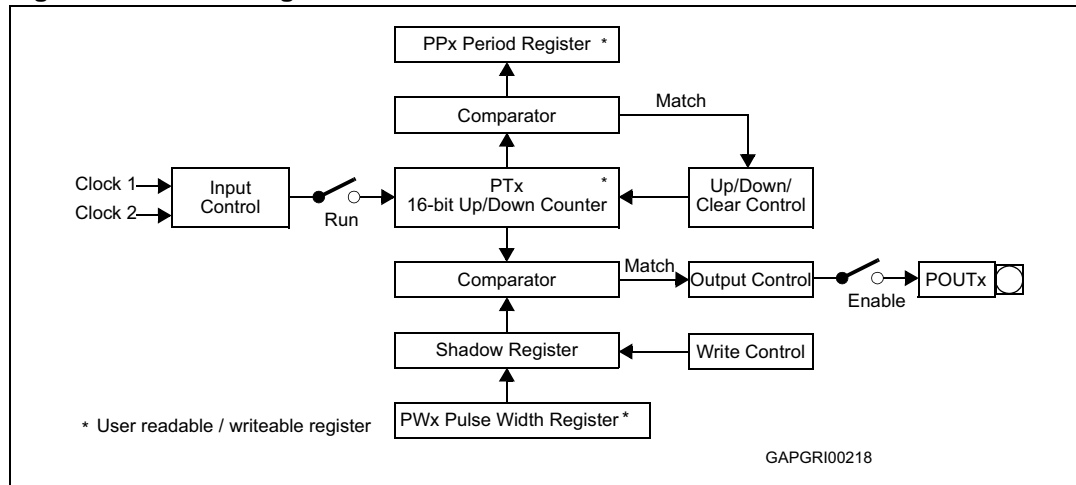 PPx Period Register *
Comparator
Match
Clock 1
Clock 2
Input
Control
Run
PTx *
16-bit Up/Down Counter
Up/Down/
Clear Control
Comparator
Match
Output Control
Enable
POUTx
Shadow Register
Write Control
PWx Pulse Width Register *
* User readable / writeable register
GAPGRI00218